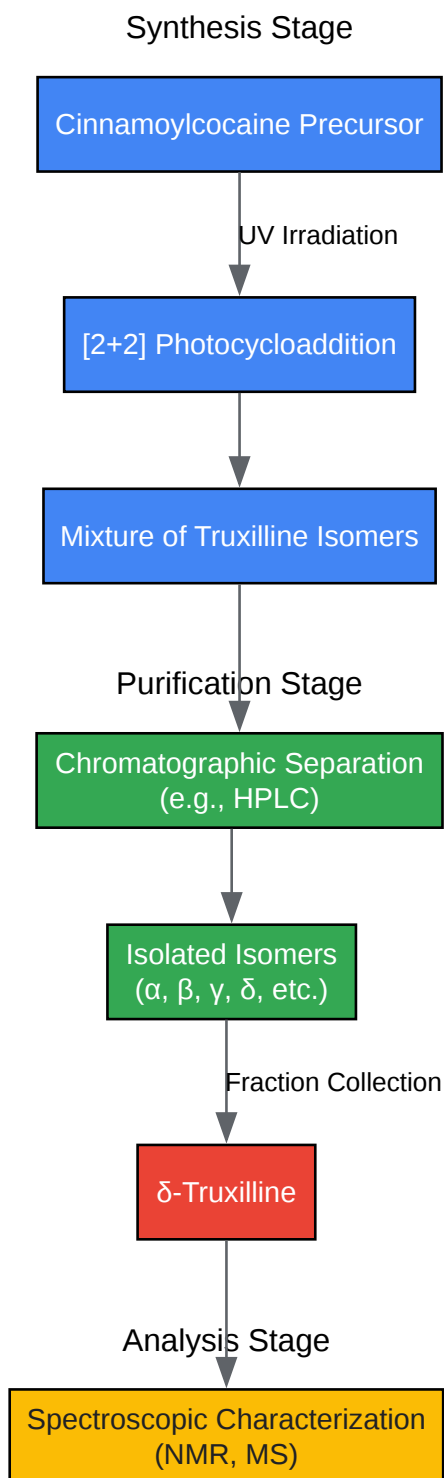 Synthesis Stage
Cinnamoylcocaine Precursor
UV Irradiation
[2+2] Photocycloaddition
Mixture of Truxilline Isomers
Purification Stage
Chromatographic Separation
(e.g., HPLC)
Isolated Isomers
(α, β, γ, δ, etc.)
Fraction Collection
δ-Truxilline
Analysis Stage
Spectroscopic Characterization
(NMR, MS)